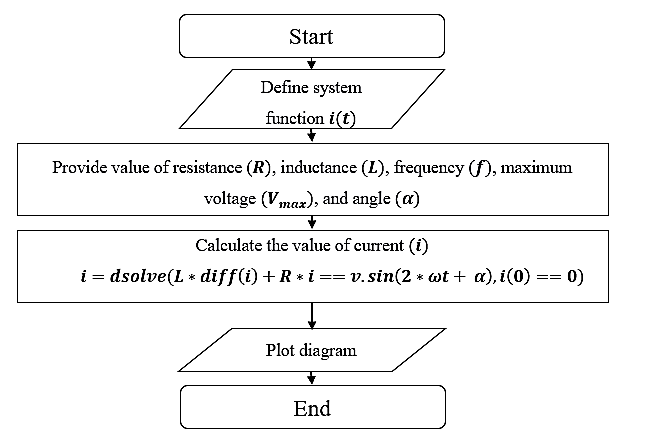 Start
Define system
function i(t)
Provide value of resistance (R), inductance (L), frequency (f), maximum
voltage (Vₘₐₓ), and angle (α)
Calculate the value of current (i)
i = dsolve(L * diff(i) + R * i == v.sin(2 * ωt + α), i(0) == 0)
Plot diagram
End